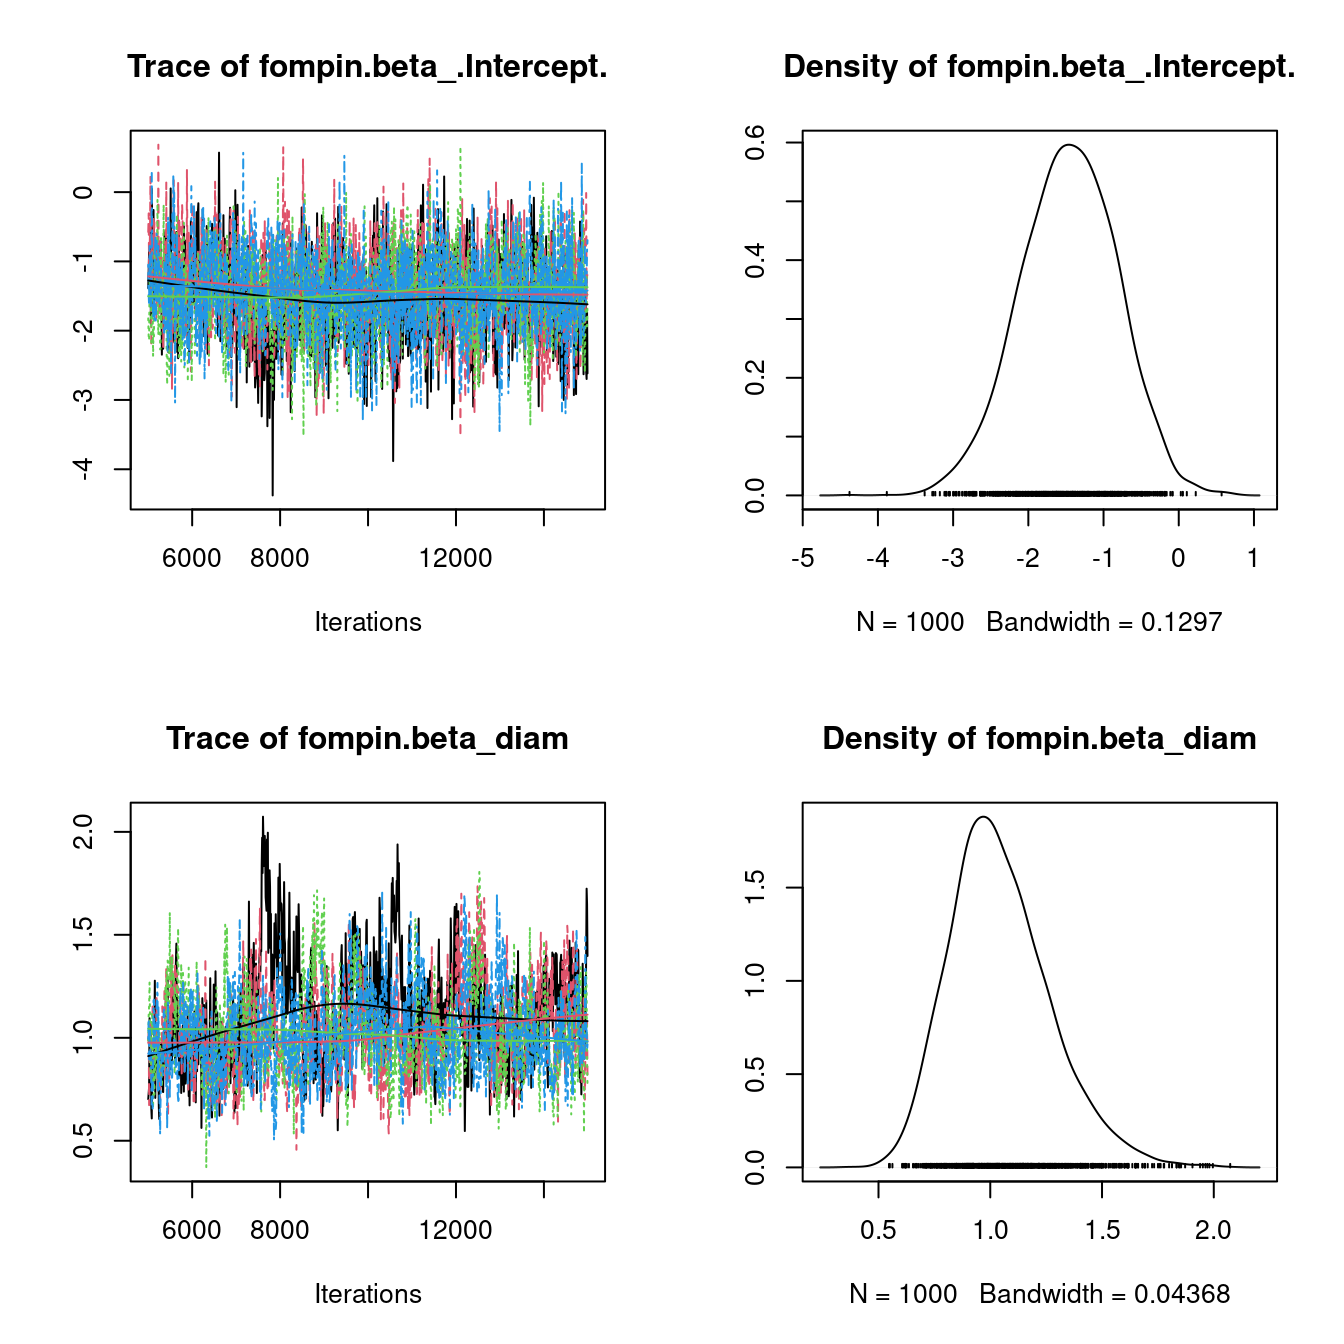 Trace of fompin.beta_.Intercept.
0
-1
-2
-3
-4
6000 8000 12000
Iterations
Density of fompin.beta_.Intercept.
0.6
0.4
0.2
0.0
-5 -4 -3 -2 -1 0 1
N = 1000 Bandwidth = 0.1297
Trace of fompin.beta_diam
2.0
1.5
1.0
0.5
6000 8000 12000
Iterations
Density of fompin.beta_diam
1.5
1.0
0.5
0.0
0.5 1.0 1.5 2.0
N = 1000 Bandwidth = 0.04368